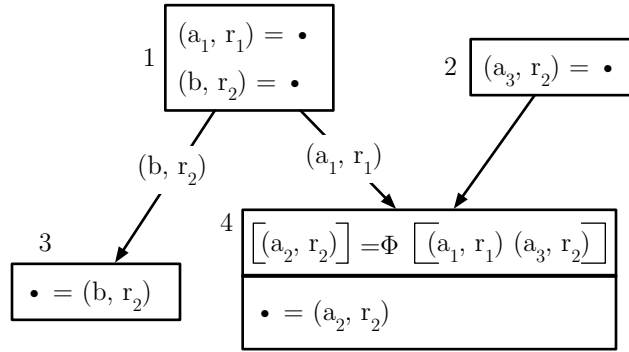 1
(a₁, r₁) = •
(b, r₂) = •
2
(a₃, r₂) = •
(b, r₂)
(a₁, r₁)
3
• = (b, r₂)
4
[(a₂, r₂)] =Φ [(a₁, r₁) (a₃, r₂)]
• = (a₂, r₂)